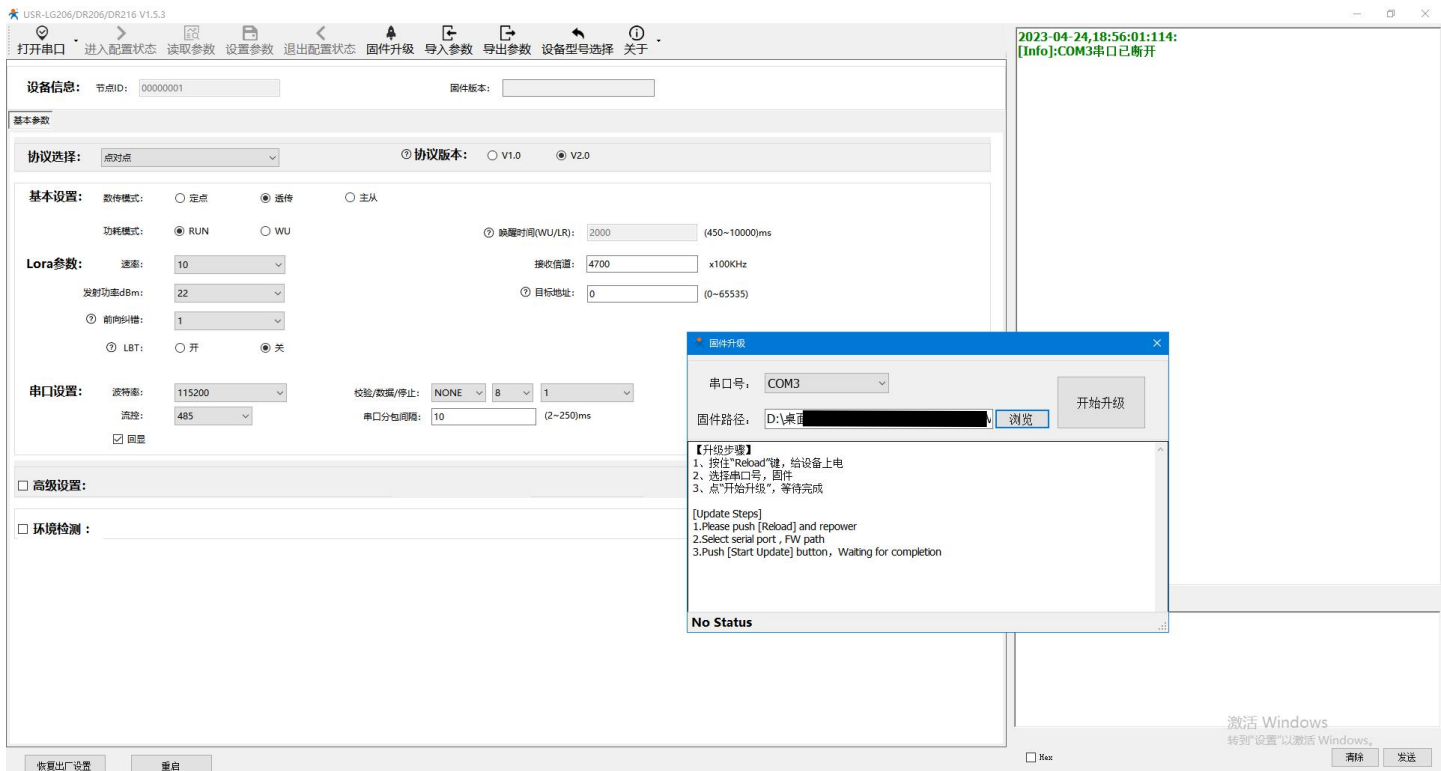 USR-LG206/DR206/DR216 V1.5.3
打开串口 进入配置状态 读取参数 设置参数 退出配置状态 固件升级 导入参数 导出参数 设备型号选择 关于
设备信息: 节点ID: 00000001 固件版本:
基本参数
协议选择: 点对点 协议版本: V1.0 V2.0
基本设置: 数传模式: 定点 透传 主从
功耗模式: RUN WU 唤醒时间(WU/LR): 2000 (450~10000)ms
Lora参数: 速率: 10 接收信道: 4700 x100KHz
发射功率dBm: 22 目标地址: 0 (0~65535)
前向纠错: 1
LBT: 开 关
串口设置: 波特率: 115200 校验/数据/停止: NONE 8 1
流控: 485 串口分包间隔: 10 (2~250)ms
回显
高级设置:
环境检测：
恢复出厂设置 重启
固件升级
串口号， COM3
固件路径， D:\桌面 浏览
开始升级
【升级步骤】
1、按住“Reload”键，给设备上电
2、选择串口号，固件
3、点“开始升级”，等待完成
[Update Steps]
1.Please push [Reload] and repower
2.Select serial port , FW path
3.Push [Start Update] button，Waiting for completion
No Status
2023-04-24,18:56:01:114:
[Info]:COM3串口已断开
激活 Windows
转到“设置”以激活 Windows。
Hex 清除 发送